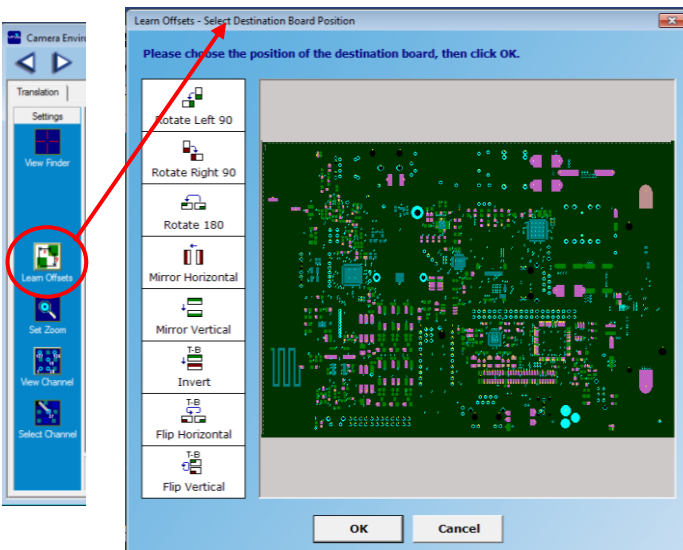 Camera Enviro
Translation
Settings
View Finder
Learn Offsets
Set Zoom
View Channel
Select Channel
Learn Offsets - Select Destination Board Position
Please choose the position of the destination board, then click OK.
Rotate Left 90
Rotate Right 90
Rotate 180
Mirror Horizontal
Mirror Vertical
T-B
Invert
T-B
Flip Horizontal
T-B
Flip Vertical
OK
Cancel